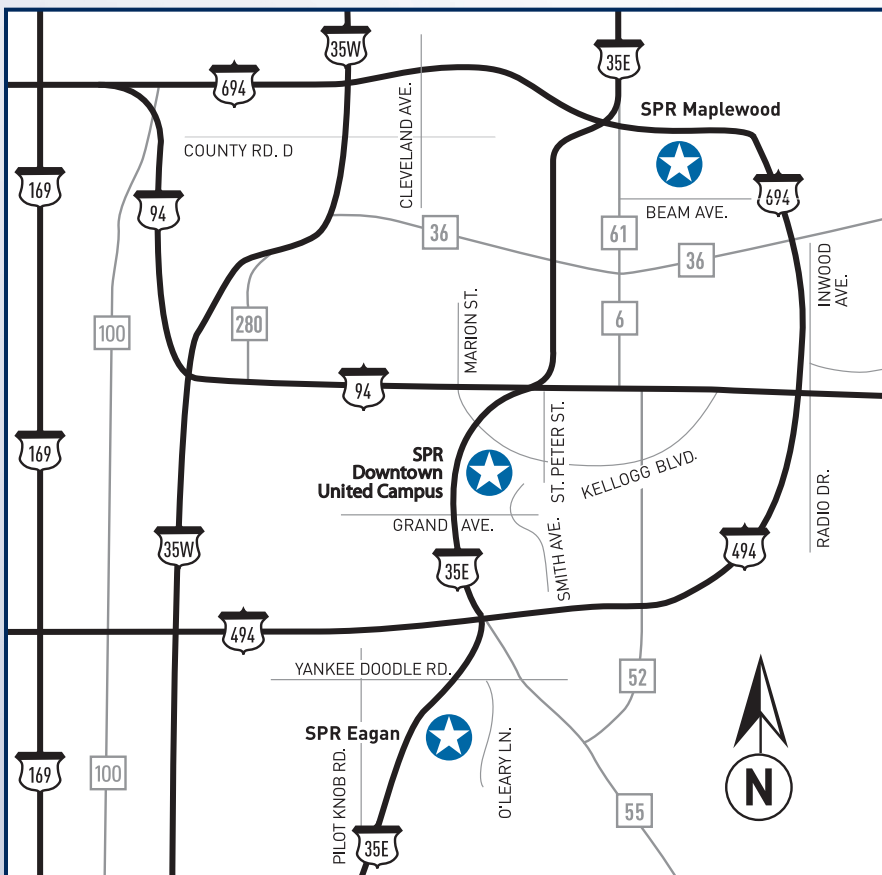 35W
35E
694
SPR Maplewood
CLEVELAND AVE.
COUNTY RD. D
169
94
694
BEAM AVE.
36
61
36
INWOOD
AVE.
100
280
6
MARION ST.
94
ST. PETER ST.
169
SPR
Downtown
United Campus
KELLOGG BLVD.
GRAND AVE.
SMITH AVE.
RADIO DR.
35W
35E
494
494
YANKEE DOODLE RD.
52
SPR Eagan
PILOT KNOB RD.
O'LEARY LN.
169
100
55
35E
N